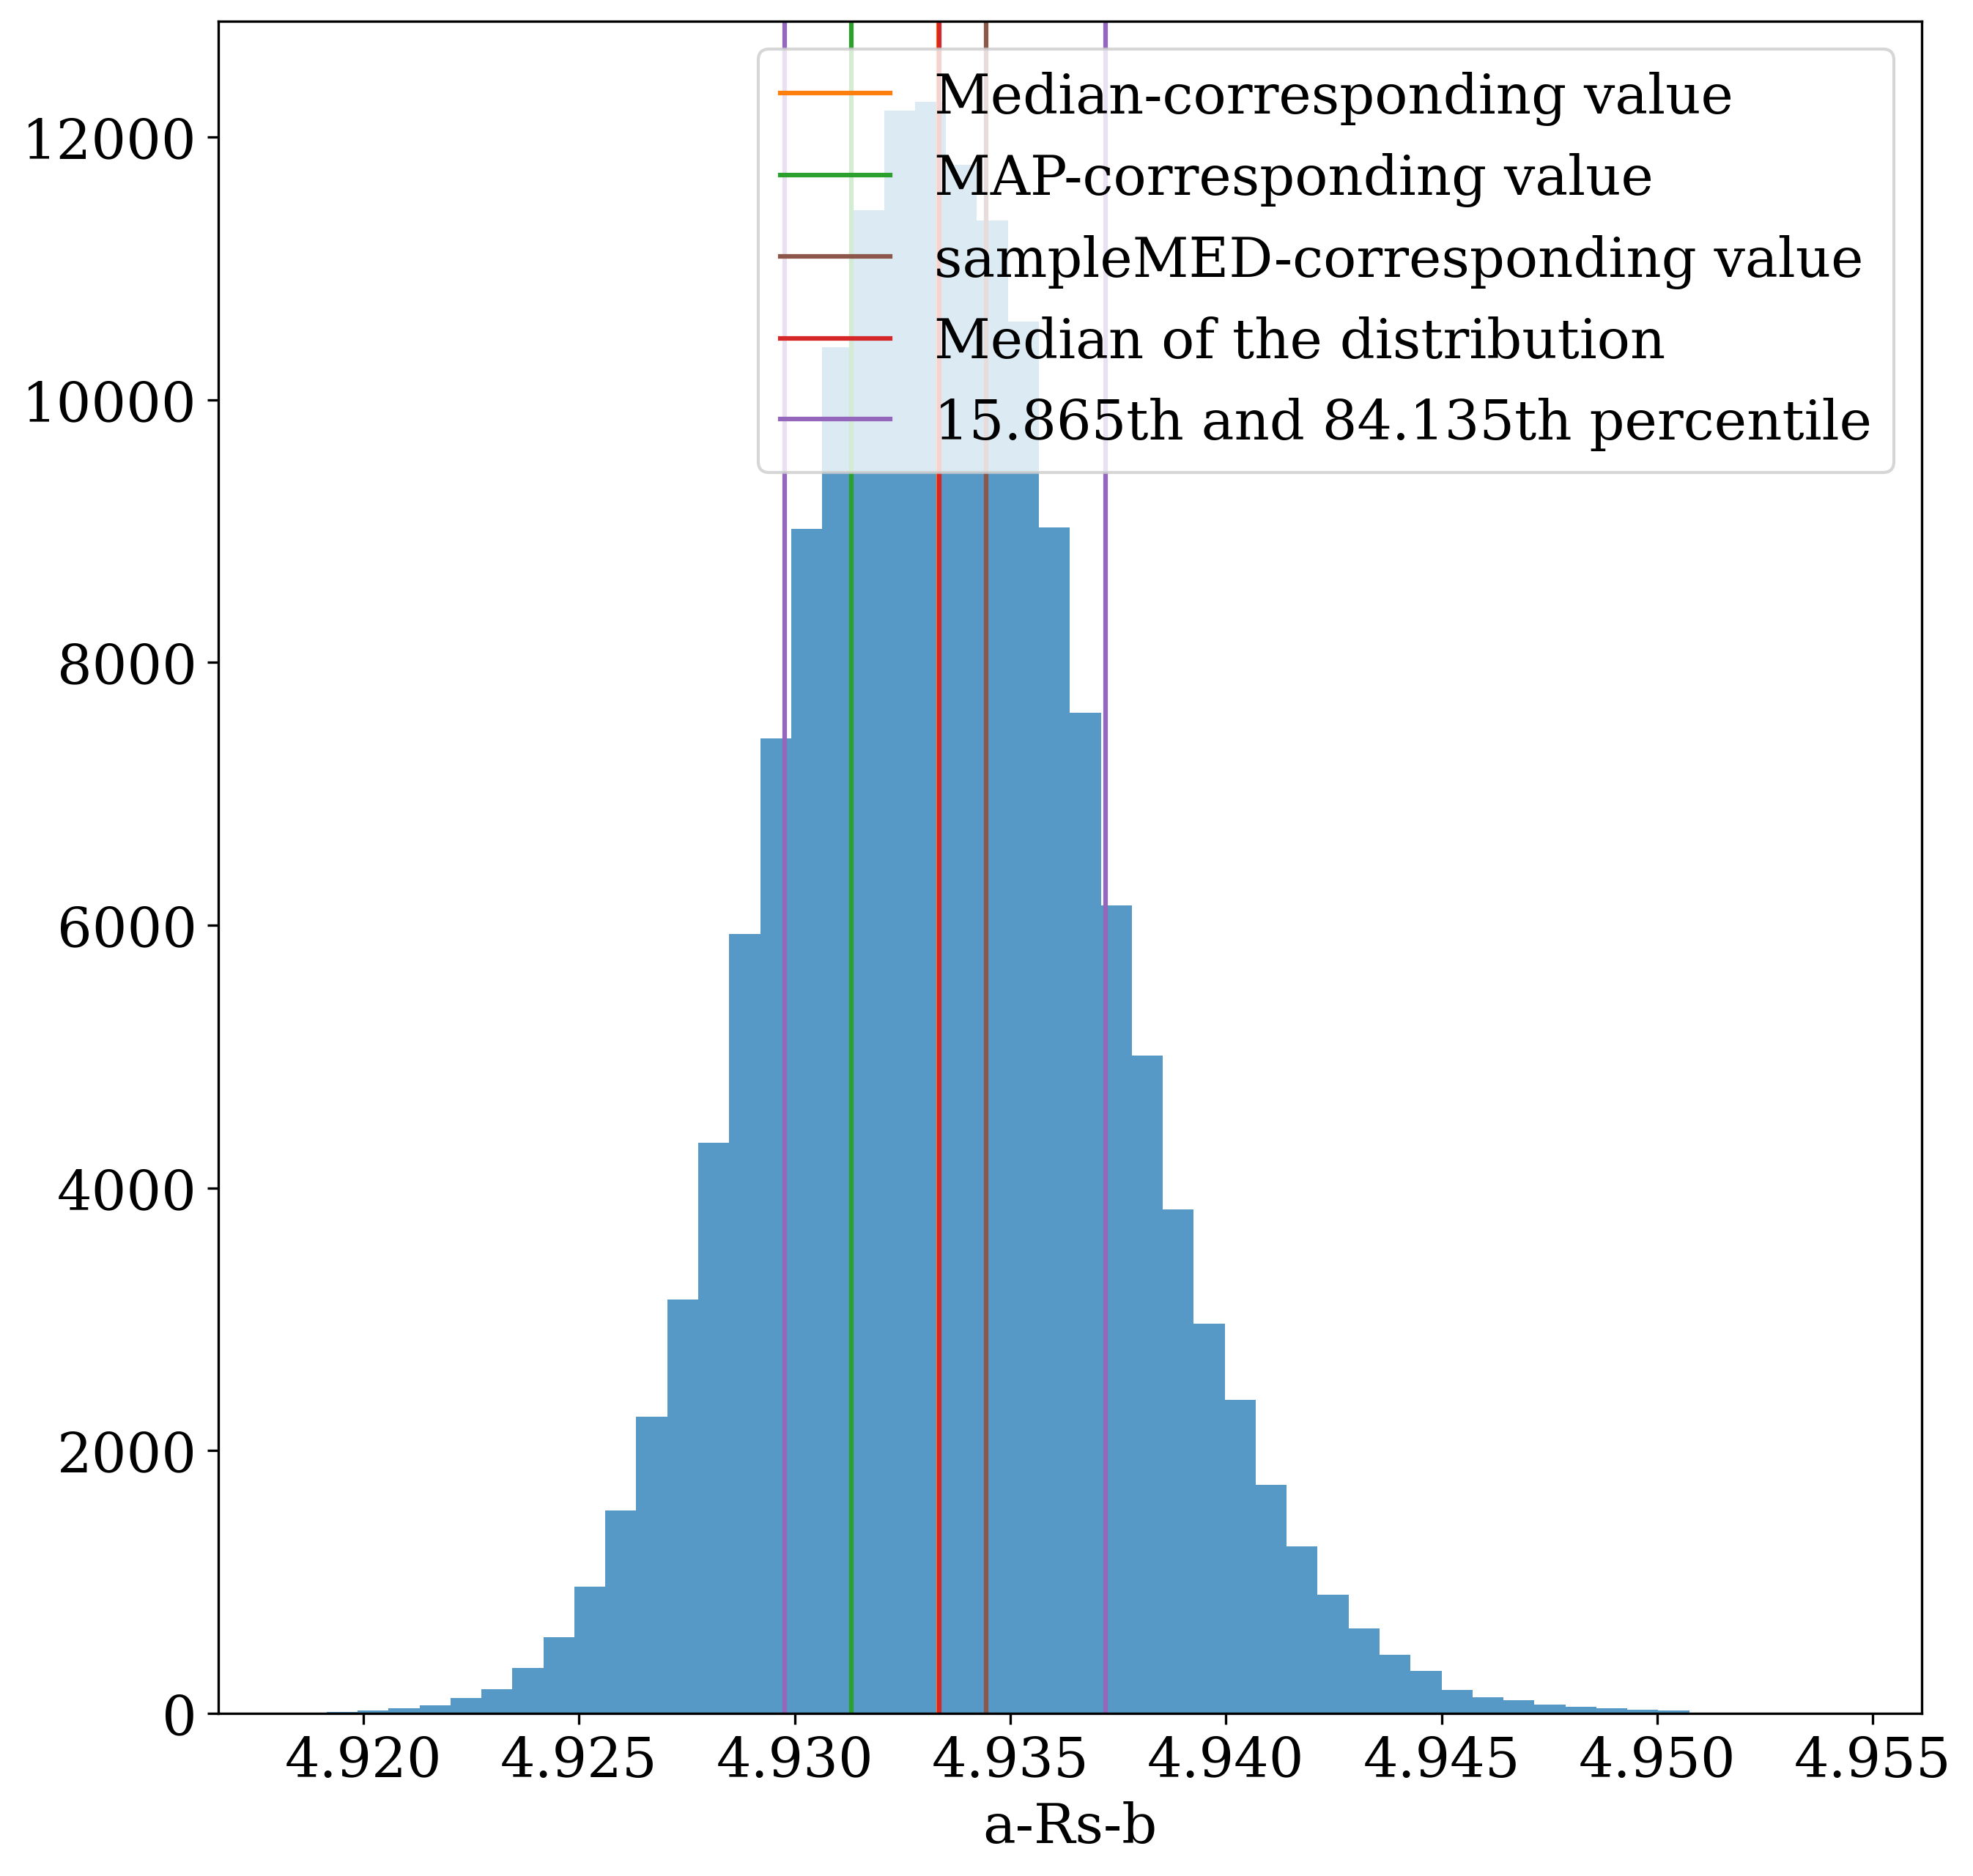 Median-corresponding value
MAP-corresponding value
sampleMED-corresponding value
Median of the distribution
15.865th and 84.135th percentile
12000
10000
8000
6000
4000
2000
0
4.920 4.925 4.930 4.935 4.940 4.945 4.950 4.955
a-Rs-b